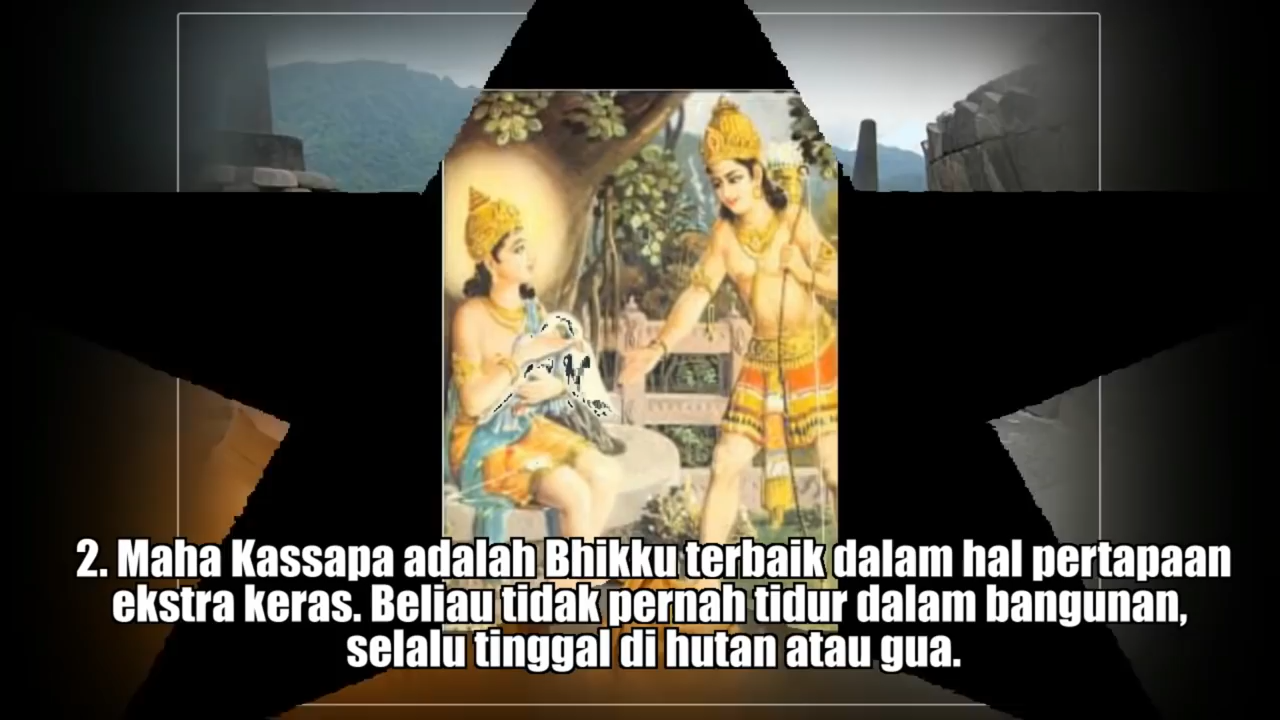 2. Maha Kassapa adalah Bhikku terbaik dalam hal pertapaan
ekstra keras. Beliau tidak pernah tidur dalam bangunan,
selalu tinggal di hutan atau gua.